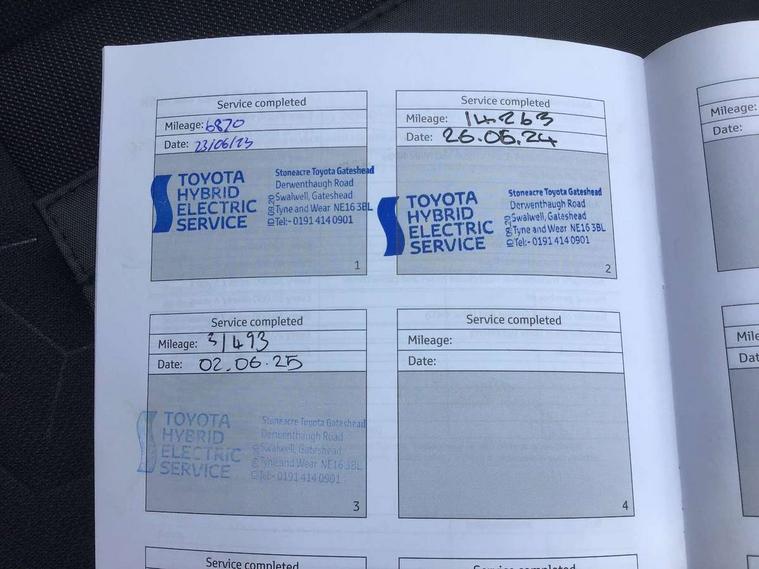 Service completed
Mileage: 6870
Date: 23/06/23
TOYOTA
HYBRID
ELECTRIC
SERVICE
Stoneacre Toyota Gateshead
Derwenthaugh Road
Swalwell, Gateshead
Tyne and Wear NE16 3BL
Tel:- 0191 414 0901
1
Service completed
Mileage: 14263
Date: 26.06.24
TOYOTA
HYBRID
ELECTRIC
SERVICE
Stoneacre Toyota Gateshead
Derwenthaugh Road
Swalwell, Gateshead
Tyne and Wear NE16 3BL
Tel:- 0191 414 0901
2
Service completed
Mileage: 31493
Date: 02.06.25
TOYOTA
HYBRID
ELECTRIC
SERVICE
Stoneacre Toyota Gateshead
Derwenthaugh Road
Swalwell, Gateshead
Tyne and Wear NE16 3BL
Tel:- 0191 414 0901
3
Service completed
Mileage:
Date:
4
Service completed
Service completed
Mileage:
Date:
Mile
Dat